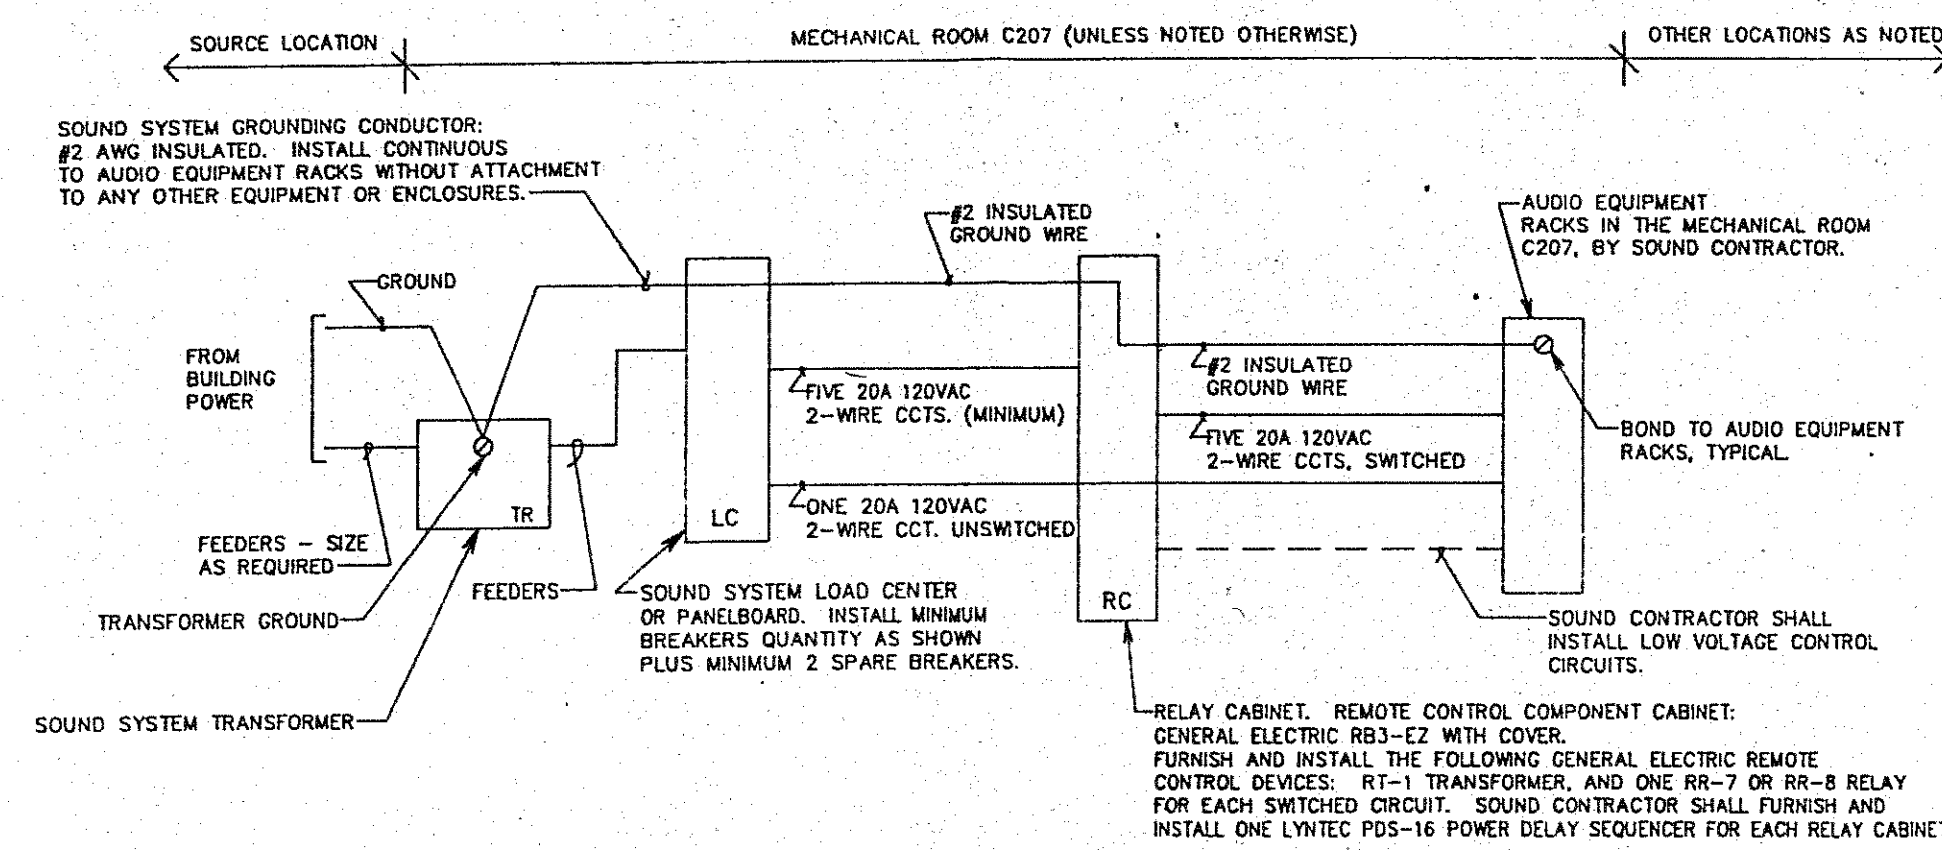 SOURCE LOCATION
MECHANICAL ROOM C207 (UNLESS NOTED OTHERWISE)
OTHER LOCATIONS AS NOTED
SOUND SYSTEM GROUNDING CONDUCTOR:
#2 AWG INSULATED. INSTALL CONTINUOUS
TO AUDIO EQUIPMENT RACKS WITHOUT ATTACHMENT
TO ANY OTHER EQUIPMENT OR ENCLOSURES.
#2 INSULATED
GROUND WIRE
AUDIO EQUIPMENT
RACKS IN THE MECHANICAL ROOM
C207, BY SOUND CONTRACTOR.
GROUND
FROM
BUILDING
POWER
#2 INSULATED
GROUND WIRE
FIVE 20A 120VAC
2-WIRE CCTS. (MINIMUM)
FIVE 20A 120VAC
2-WIRE CCTS, SWITCHED
BOND TO AUDIO EQUIPMENT
RACKS, TYPICAL
TR
LC
ONE 20A 120VAC
2-WIRE CCT. UNSWITCHED
FEEDERS - SIZE
AS REQUIRED
FEEDERS
SOUND SYSTEM LOAD CENTER
OR PANELBOARD. INSTALL MINIMUM
BREAKERS QUANTITY AS SHOWN
PLUS MINIMUM 2 SPARE BREAKERS.
RC
TRANSFORMER GROUND
SOUND CONTRACTOR SHALL
INSTALL LOW VOLTAGE CONTROL
CIRCUITS.
SOUND SYSTEM TRANSFORMER
RELAY CABINET. REMOTE CONTROL COMPONENT CABINET:
GENERAL ELECTRIC RB3-EZ WITH COVER.
FURNISH AND INSTALL THE FOLLOWING GENERAL ELECTRIC REMOTE
CONTROL DEVICES: RT-1 TRANSFORMER, AND ONE RR-7 OR RR-8 RELAY
FOR EACH SWITCHED CIRCUIT. SOUND CONTRACTOR SHALL FURNISH AND
INSTALL ONE LYNTEC PDS-16 POWER DELAY SEQUENCER FOR EACH RELAY CABINET